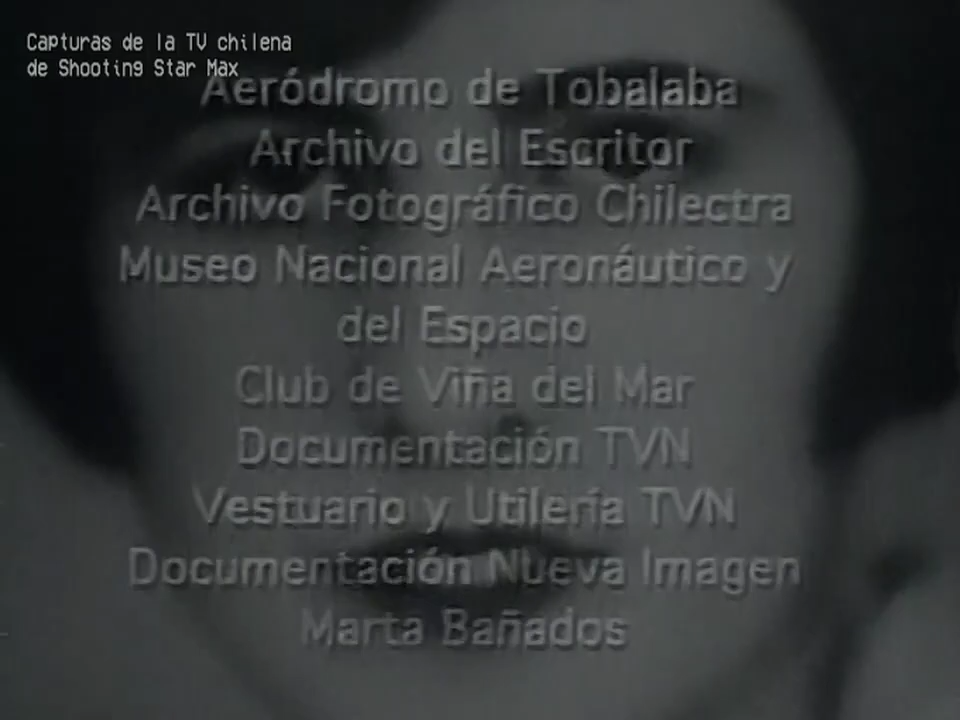 Capturas de la TV chilena
de Shooting Star Max
Aeródromo de Tobalaba
Archivo del Escritor
Archivo Fotográfico Chilectra
Museo Nacional Aeronáutico y
del Espacio
Club de Viña del Mar
Documentación TVN
Vestuario y Utilería TVN
Documentación Nueva Imagen
Marta Bañados